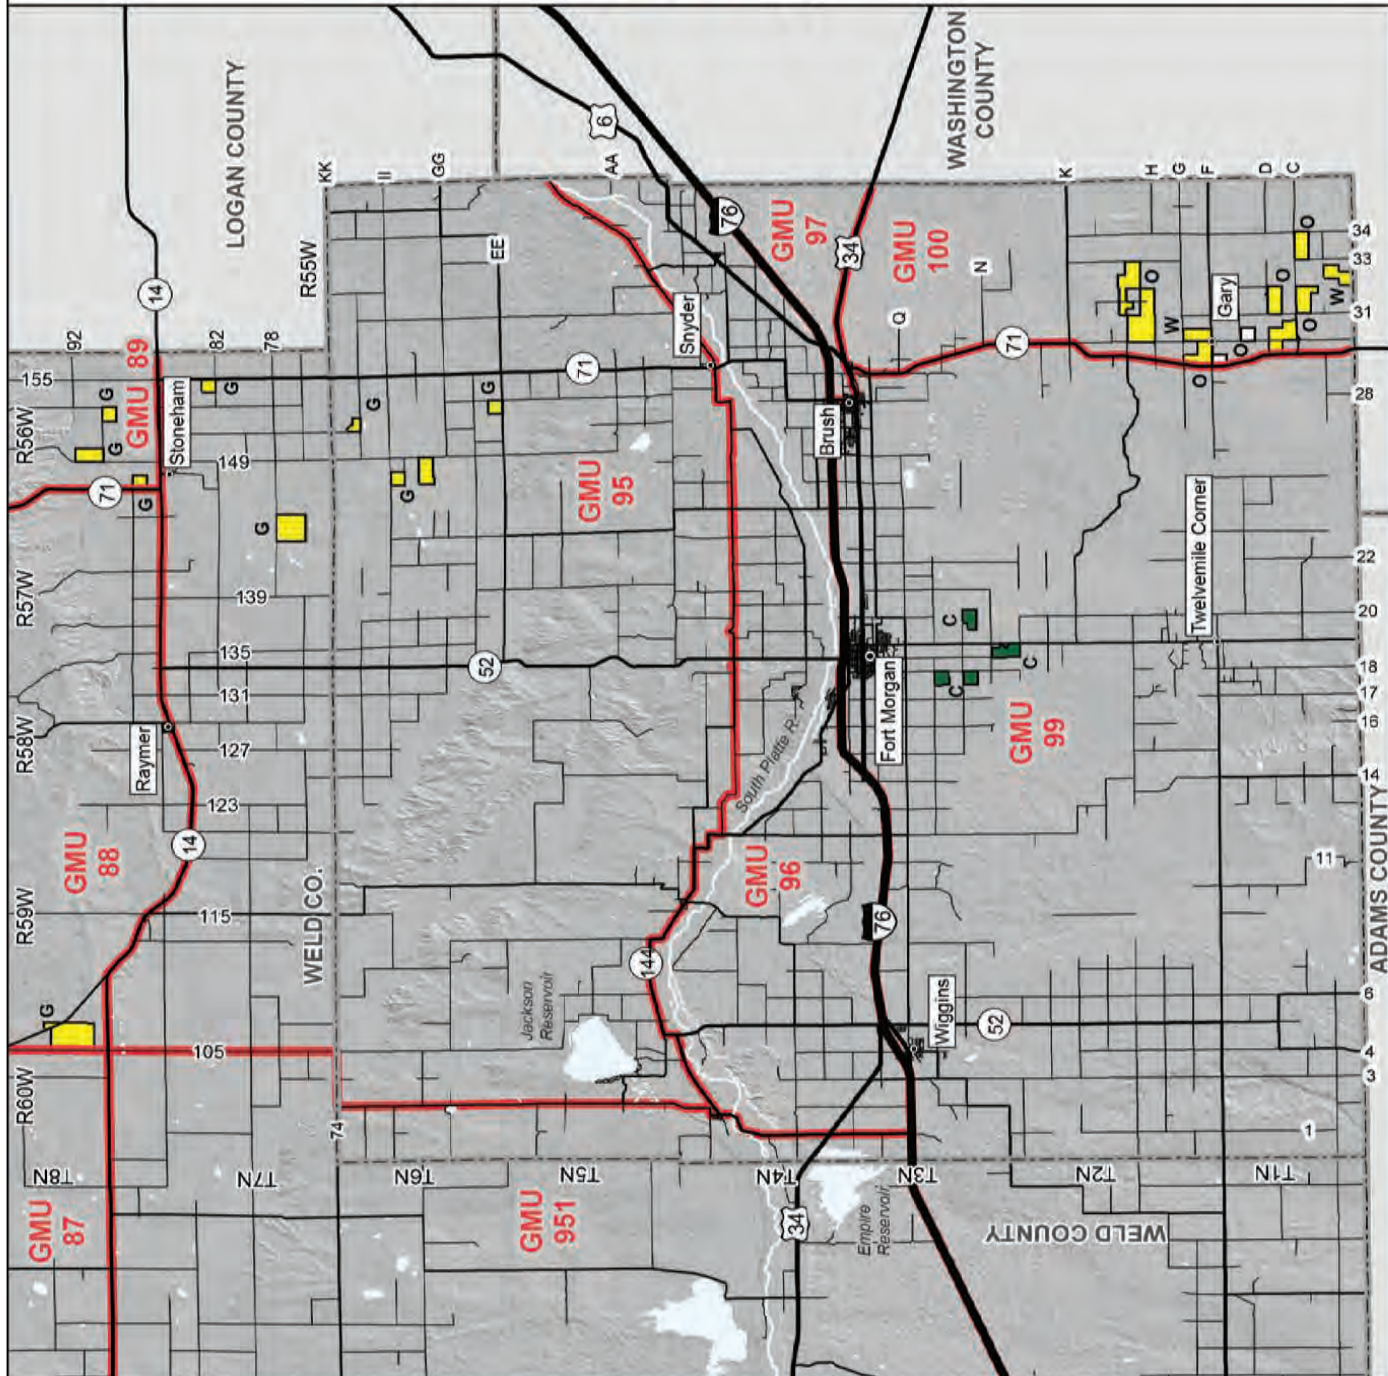 LOGAN COUNTY
WASHINGTON
COUNTY
14
6
KK
II
GG
AA
K
H
G
F
D
C
R55W
EE
76
GMU
97
34
GMU
100
N
Q
34
33
31
28
O
O
O
W
W
O
O
O
Gary
92
82
78
155
GMU 89
Stoneham
G
G
G
G
G
G
G
G
R56W
71
149
71
Snyder
Brush
71
GMU
95
R57W
139
135
131
52
Twelvemile Corner
22
20
18
17
16
14
C
C
C
Fort Morgan
GMU
99
South Platte R.
R58W
Raymer
127
123
14
GMU
88
R59W
115
WELD CO.
GMU
96
11
ADAMS COUNTY
76
144
Jackson
Reservoir
G
105
R60W
52
Wiggins
6
4
3
1
74
T8N
T7N
T6N
T5N
T4N
T3N
T2N
T1N
GMU
87
GMU
951
34
Empire
Reservoir
WELD COUNTY